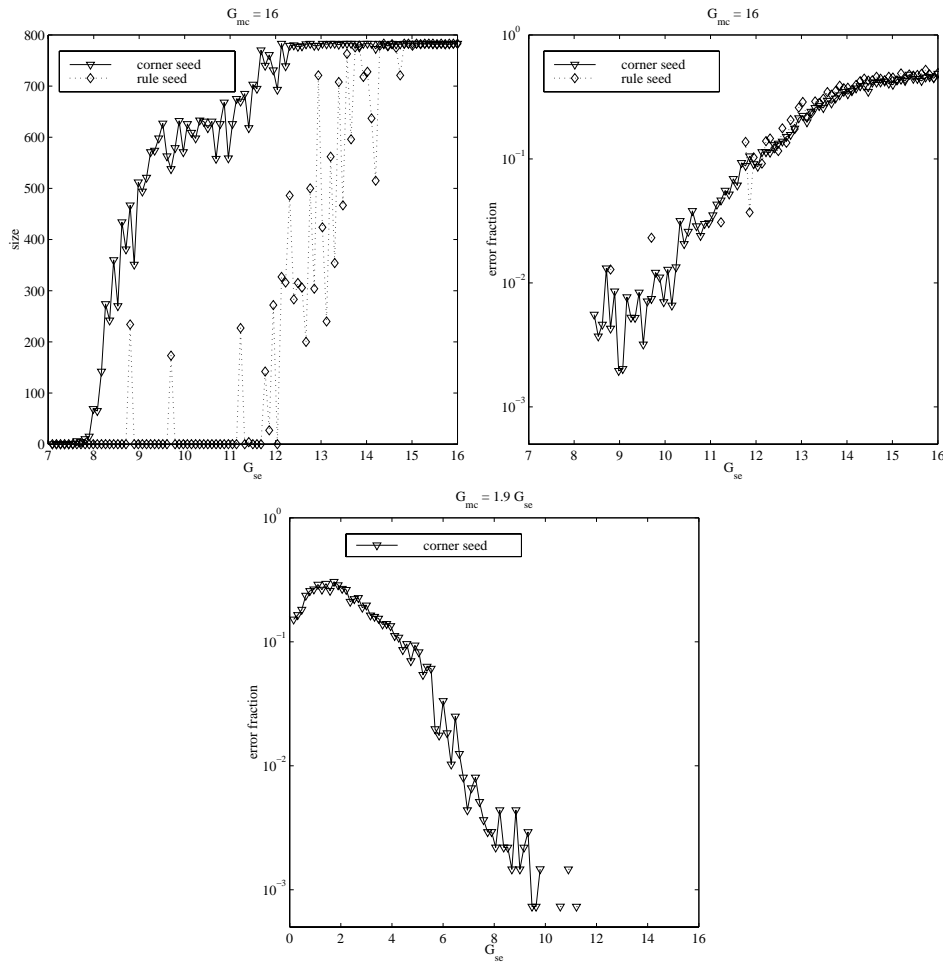 G_mc = 16
800
700
600
500
400
300
200
100
0
size
corner seed
rule seed
7 8 9 10 11 12 13 14 15 16
G_se
G_mc = 16
10^0
10^−1
10^−2
10^−3
error fraction
corner seed
rule seed
7 8 9 10 11 12 13 14 15 16
G_se
G_mc = 1.9 G_se
10^0
10^−1
10^−2
10^−3
error fraction
corner seed
0 2 4 6 8 10 12 14 16
G_se